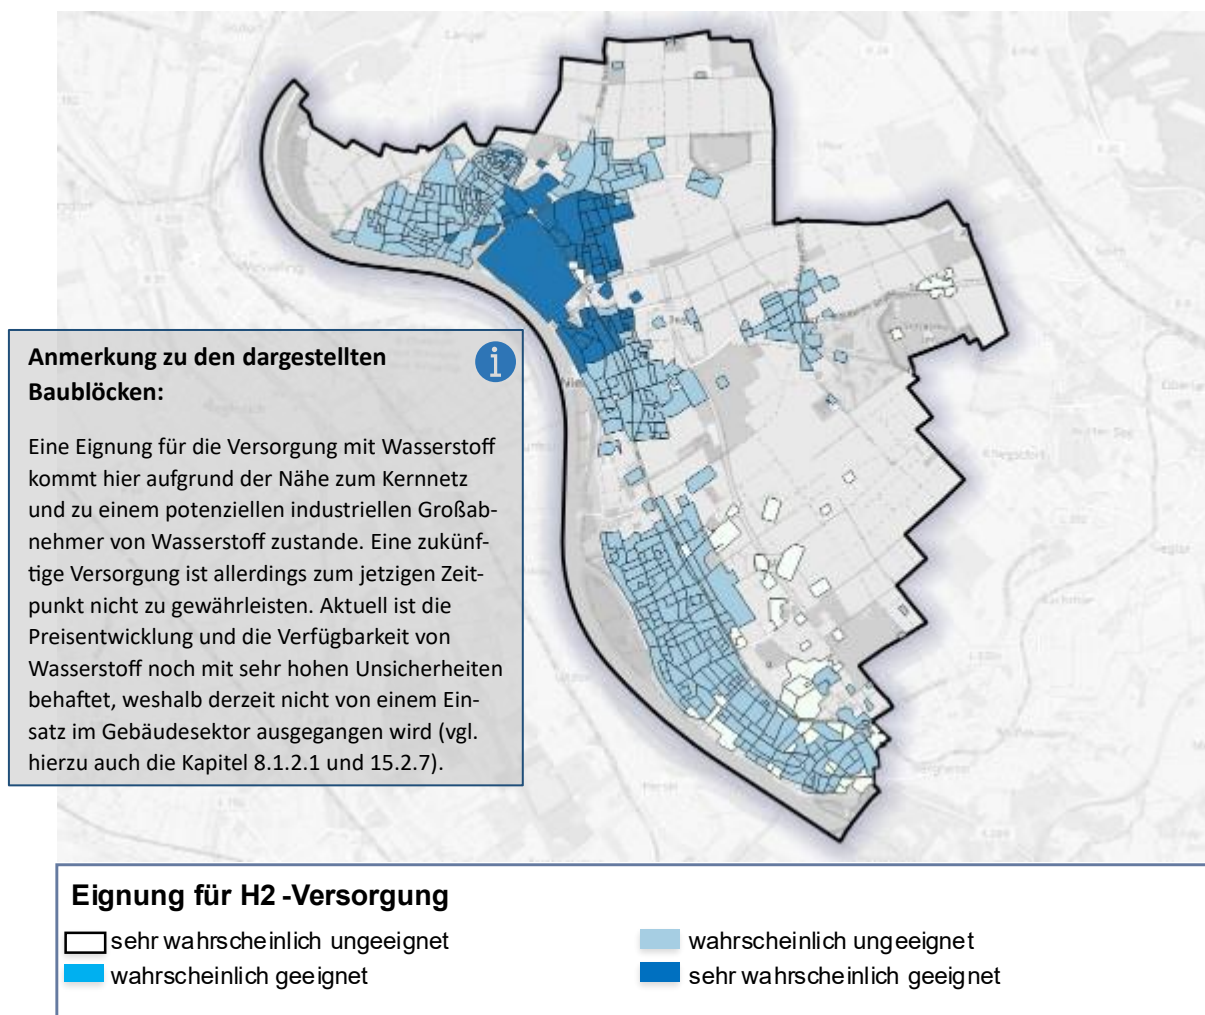 Anmerkung zu den dargestellten
Baublöcken:
Eine Eignung für die Versorgung mit Wasserstoff
kommt hier aufgrund der Nähe zum Kernnetz
und zu einem potenziellen industriellen Großab-
nehmer von Wasserstoff zustande. Eine zukünf-
tige Versorgung ist allerdings zum jetzigen Zeit-
punkt nicht zu gewährleisten. Aktuell ist die
Preisentwicklung und die Verfügbarkeit von
Wasserstoff noch mit sehr hohen Unsicherheiten
behaftet, weshalb derzeit nicht von einem Ein-
satz im Gebäudesektor ausgegangen wird (vgl.
hierzu auch die Kapitel 8.1.2.1 und 15.2.7).
Eignung für H2 -Versorgung
sehr wahrscheinlich ungeeignet
wahrscheinlich ungeeignet
wahrscheinlich geeignet
sehr wahrscheinlich geeignet